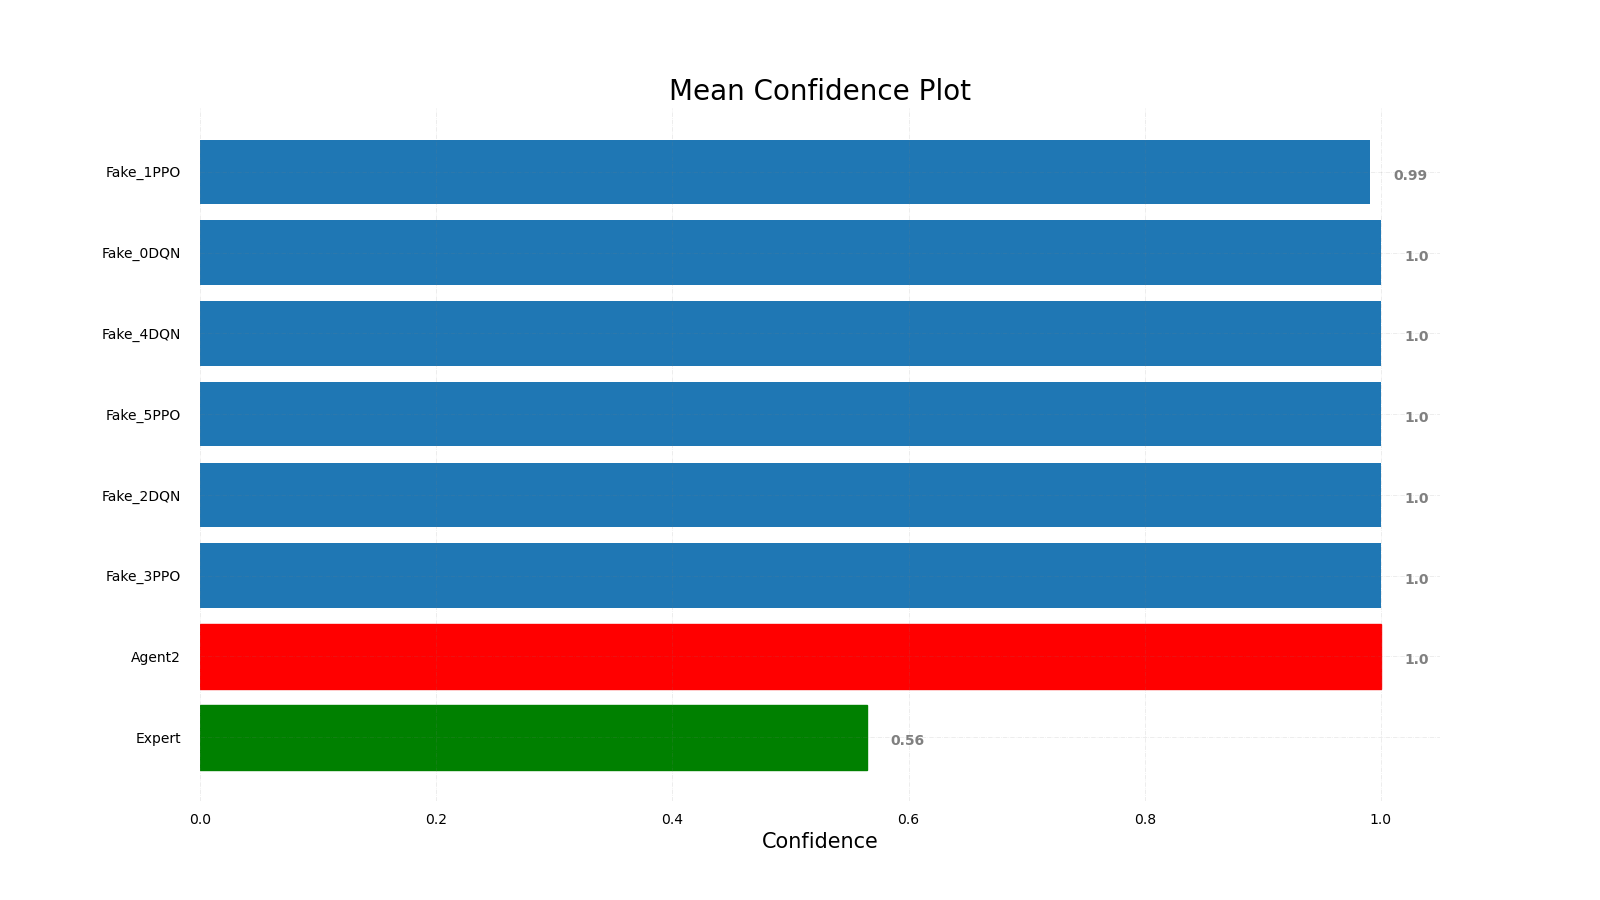 Mean Confidence Plot
Fake_1PPO
0.99
Fake_0DQN
1.0
Fake_4DQN
1.0
Fake_5PPO
1.0
Fake_2DQN
1.0
Fake_3PPO
1.0
Agent2
1.0
Expert
0.56
0.0 0.2 0.4 0.6 0.8 1.0
Confidence